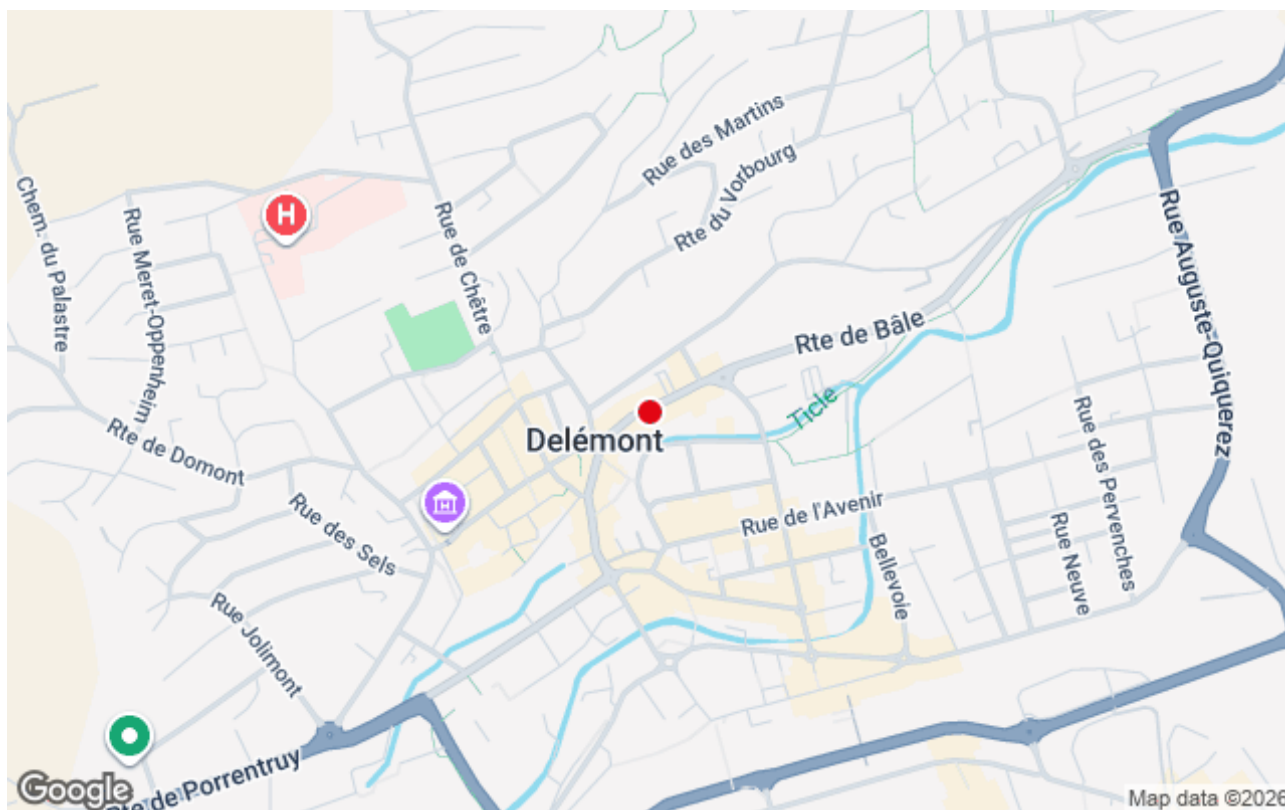 Rue des Martins
Rte du Vorbourg
Rue de Chêtre
Chem. du Palastre
Rue Meret-Oppenheim
H
Rue Auguste-Quiquerez
Rte de Bâle
Ticle
Delémont
Rte de Domont
Rue des Sels
Rue Jolimont
Rue de l'Avenir
Bellevoie
Rue des Pervenches
Rue Neuve
Rte de Porrentruy
Google
Map data ©2026